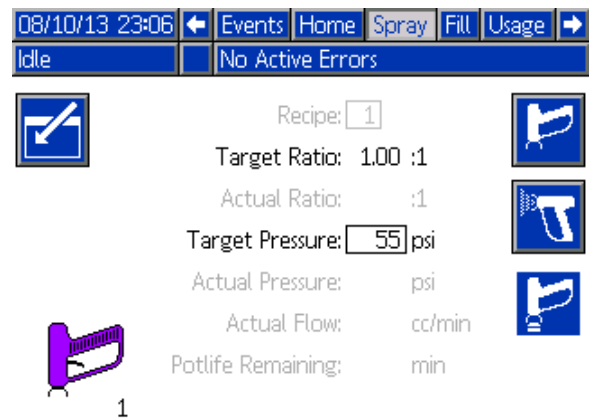 08/10/13 23:06 Events Home Spray Fill Usage
Idle No Active Errors
Recipe: 1
Target Ratio: 1.00 :1
Actual Ratio: :1
Target Pressure: 55 psi
Actual Pressure: psi
Actual Flow: cc/min
Potlife Remaining: min
1